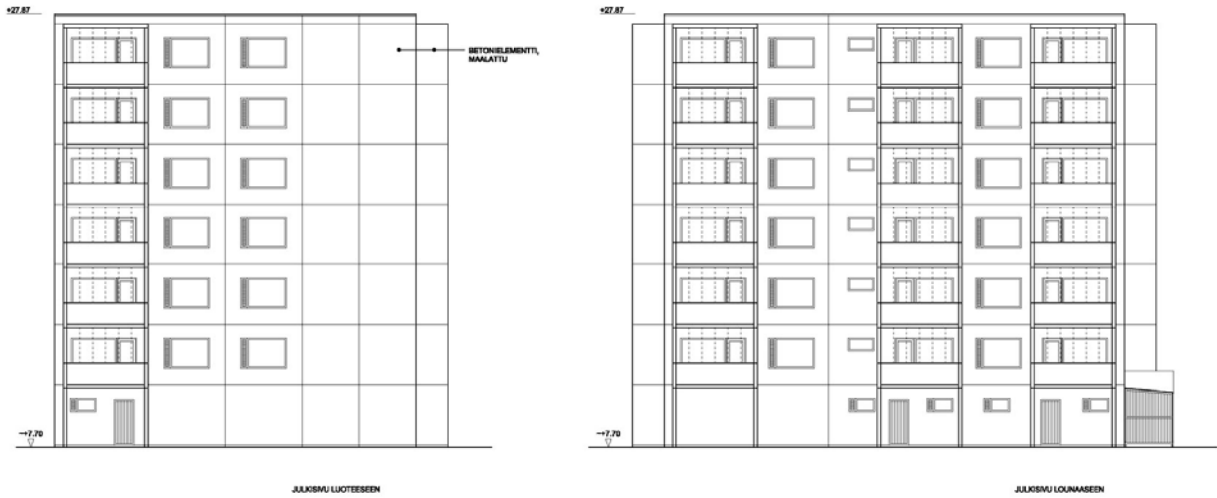 +27.87
BETONIELEMENTTI,
MAALATTU
~+7.70
JULKISIVU LUOTEESEEN
+27.87
~+7.70
JULKISIVU LOUNAASEEN